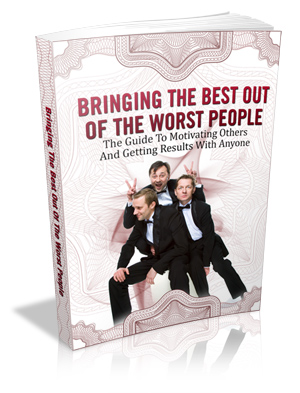 BRINGING THE BEST OUT
OF THE WORST PEOPLE
The Guide To Motivating Others
And Getting Results With Anyone
Bringing The Best Out Of The Worst People